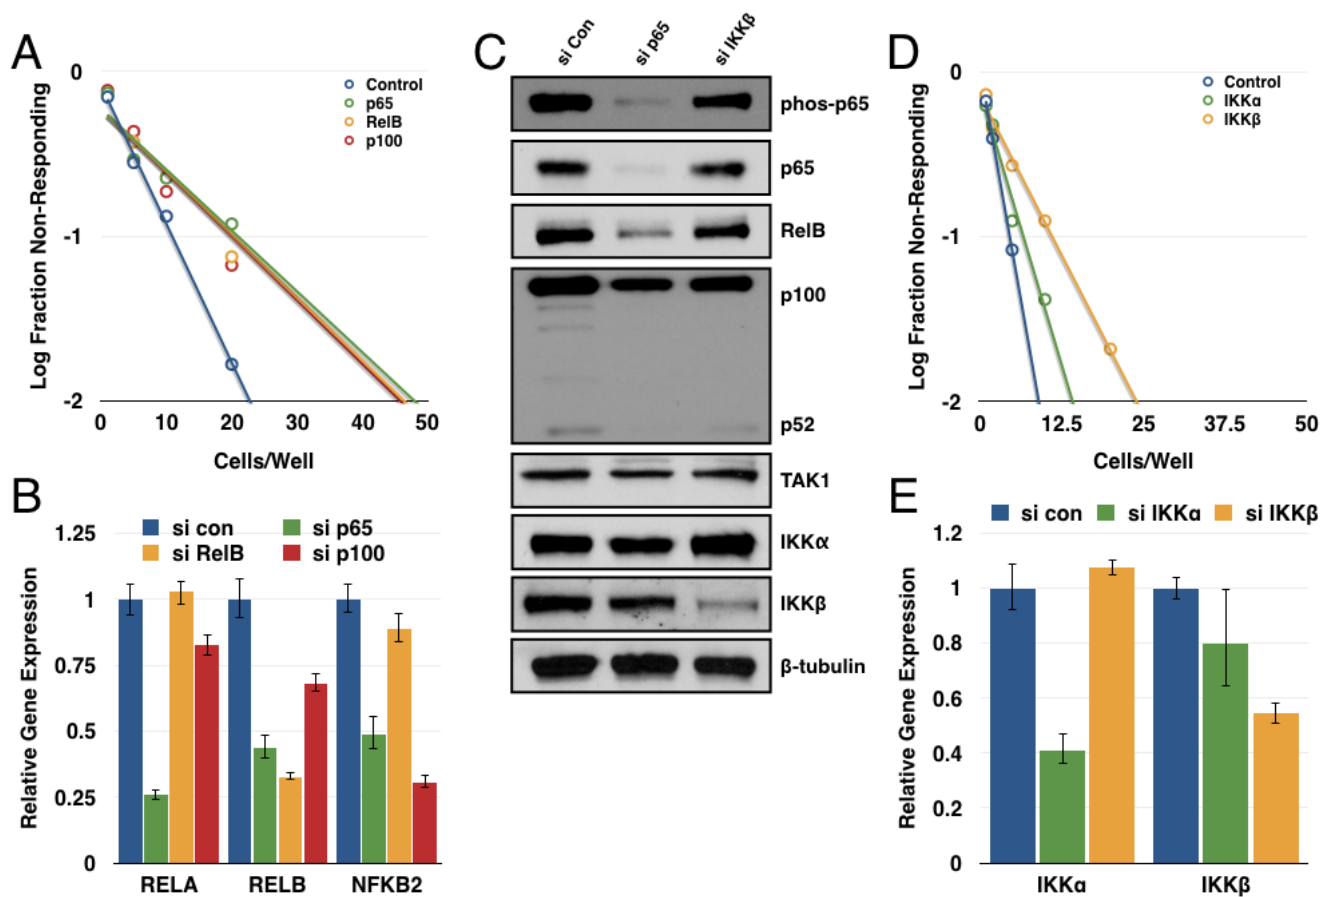 A
0
-1
-2
Log Fraction Non-Responding
Control
p65
RelB
p100
0 10 20 30 40 50
Cells/Well
B
si con
si p65
si RelB
si p100
1.25
1
0.75
0.5
0.25
0
Relative Gene Expression
RELA RELB NFKB2
C
si Con
si p65
si IKKβ
phos-p65
p65
RelB
p100
p52
TAK1
IKKα
IKKβ
β-tubulin
D
0
-1
-2
Log Fraction Non-Responding
Control
IKKα
IKKβ
0 12.5 25 37.5 50
Cells/Well
E
si con si IKKα si IKKβ
1.2
1
0.8
0.6
0.4
0.2
0
Relative Gene Expression
IKKα IKKβ